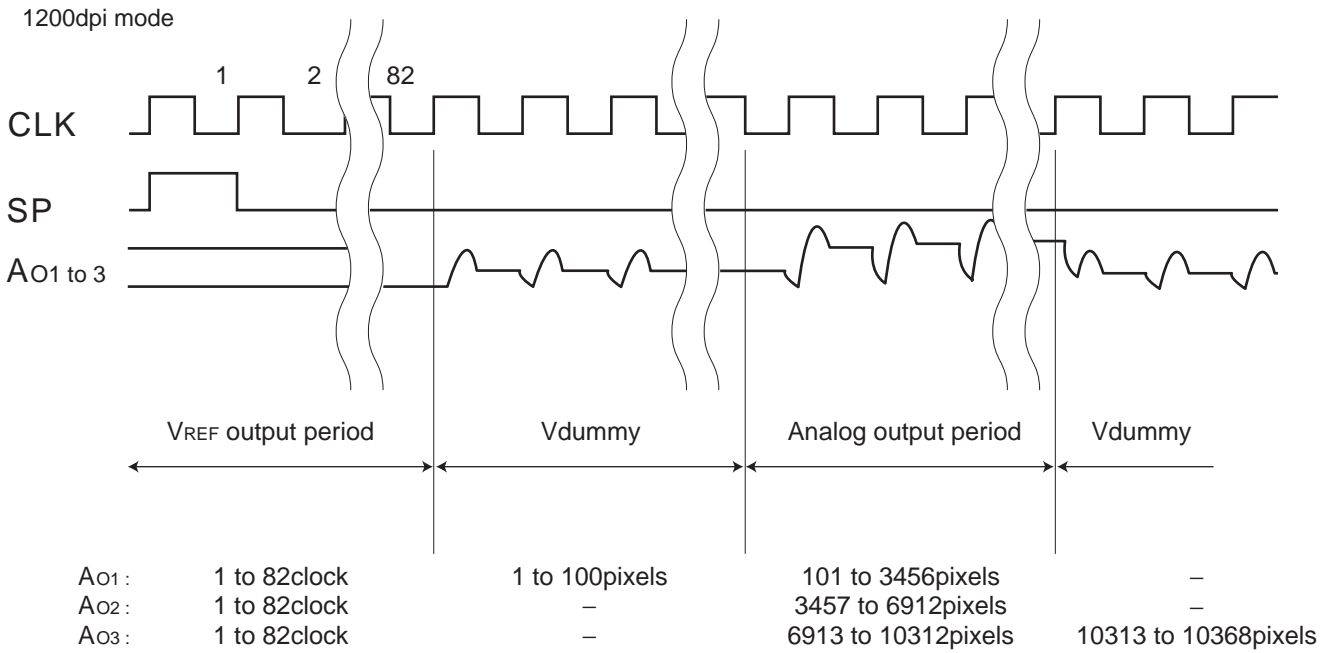 1200dpi mode
1 2 82
CLK
SP
AO1 to 3
VREF output period Vdummy Analog output period Vdummy
AO1 : 1 to 82clock 1 to 100pixels 101 to 3456pixels –
AO2 : 1 to 82clock – 3457 to 6912pixels –
AO3 : 1 to 82clock – 6913 to 10312pixels 10313 to 10368pixels